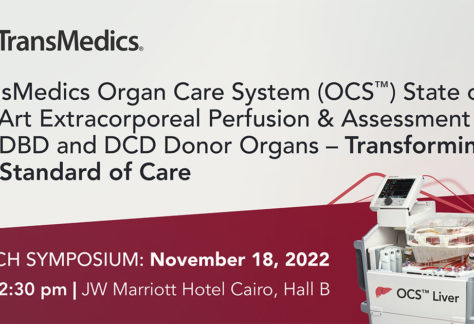 TransMedics®
nsMedics Organ Care System (OCS™) State o
Art Extracorporeal Perfusion & Assessment
DBD and DCD Donor Organs – Transformin
Standard of Care
CH SYMPOSIUM: November 18, 2022
2:30 pm | JW Marriott Hotel Cairo, Hall B
OCS™ Liver